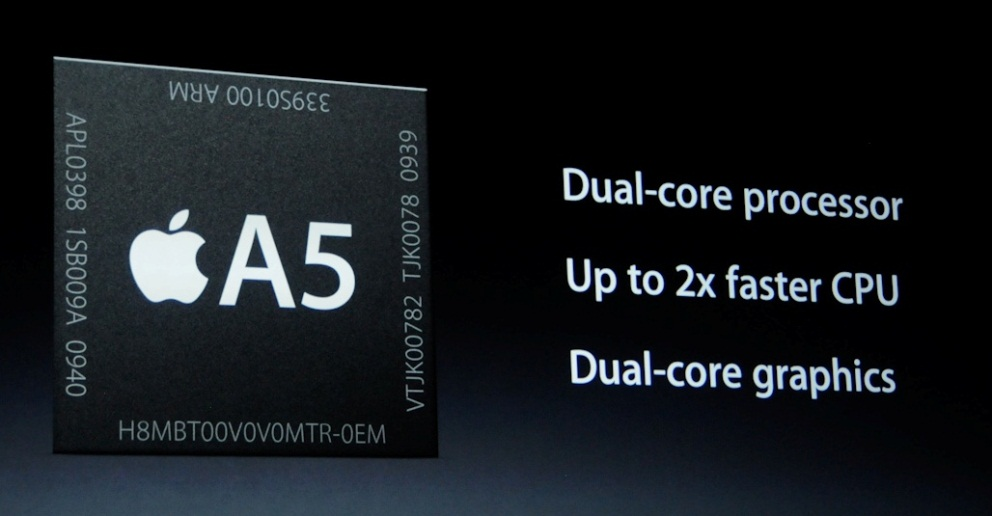 339S0100 ARM
APL0398 1SB009A 0940
A5
VTJK00782 TJK0078 0939
H8MBT00V0V0MTR-0EM
Dual-core processor
Up to 2x faster CPU
Dual-core graphics